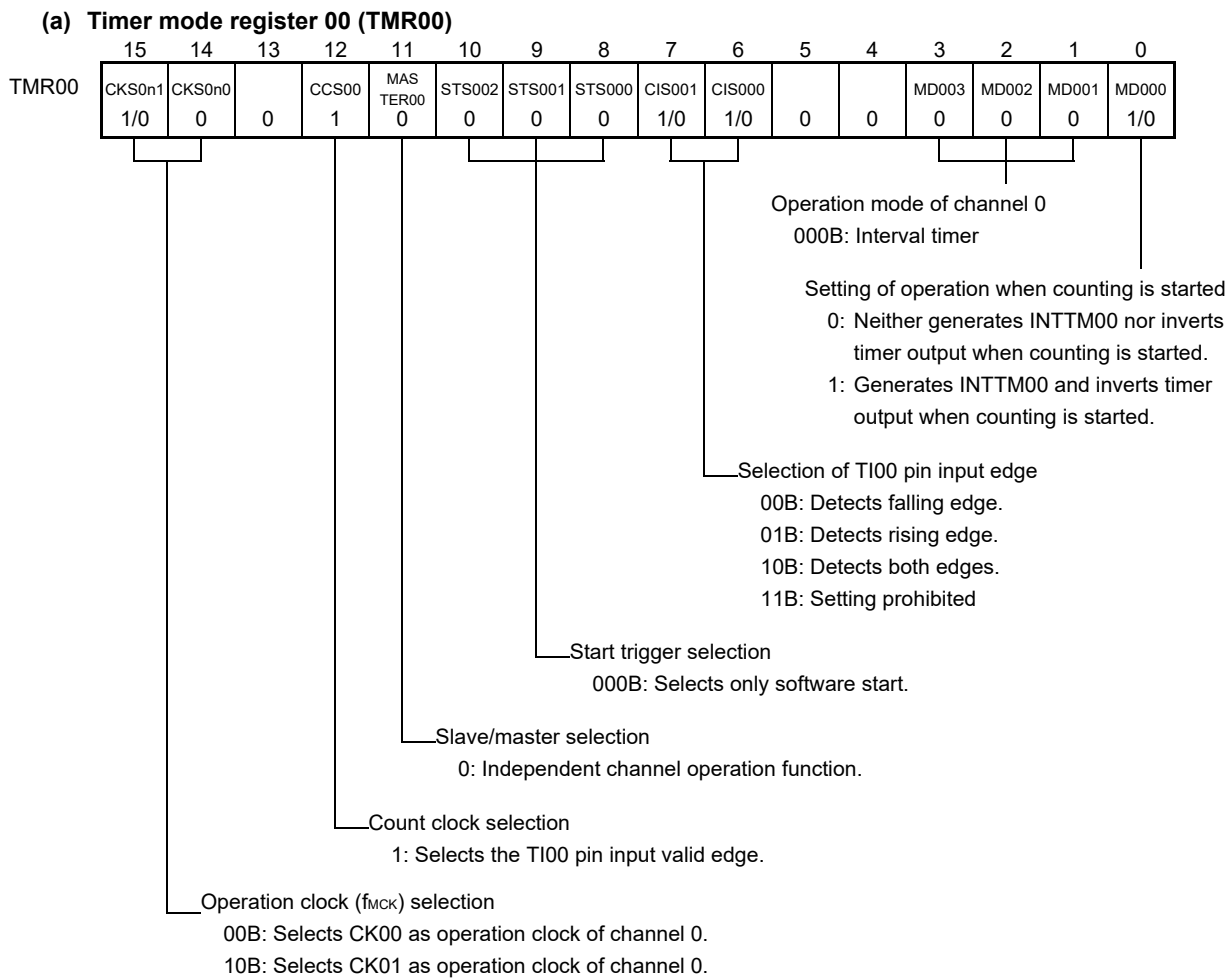 (a) Timer mode register 00 (TMR00)
15 14 13 12 11 10 9 8 7 6 5 4 3 2 1 0
TMR00 CKS0n1 CKS0n0 CCS00 MAS TER00 STS002 STS001 STS000 CIS001 CIS000 MD003 MD002 MD001 MD000
1/0 0 0 1 0 0 0 0 1/0 1/0 0 0 0 0 0 1/0
Operation mode of channel 0
000B: Interval timer
Setting of operation when counting is started
0: Neither generates INTTM00 nor inverts
timer output when counting is started.
1: Generates INTTM00 and inverts timer
output when counting is started.
Selection of TI00 pin input edge
00B: Detects falling edge.
01B: Detects rising edge.
10B: Detects both edges.
11B: Setting prohibited
Start trigger selection
000B: Selects only software start.
Slave/master selection
0: Independent channel operation function.
Count clock selection
1: Selects the TI00 pin input valid edge.
Operation clock (fMCK) selection
00B: Selects CK00 as operation clock of channel 0.
10B: Selects CK01 as operation clock of channel 0.